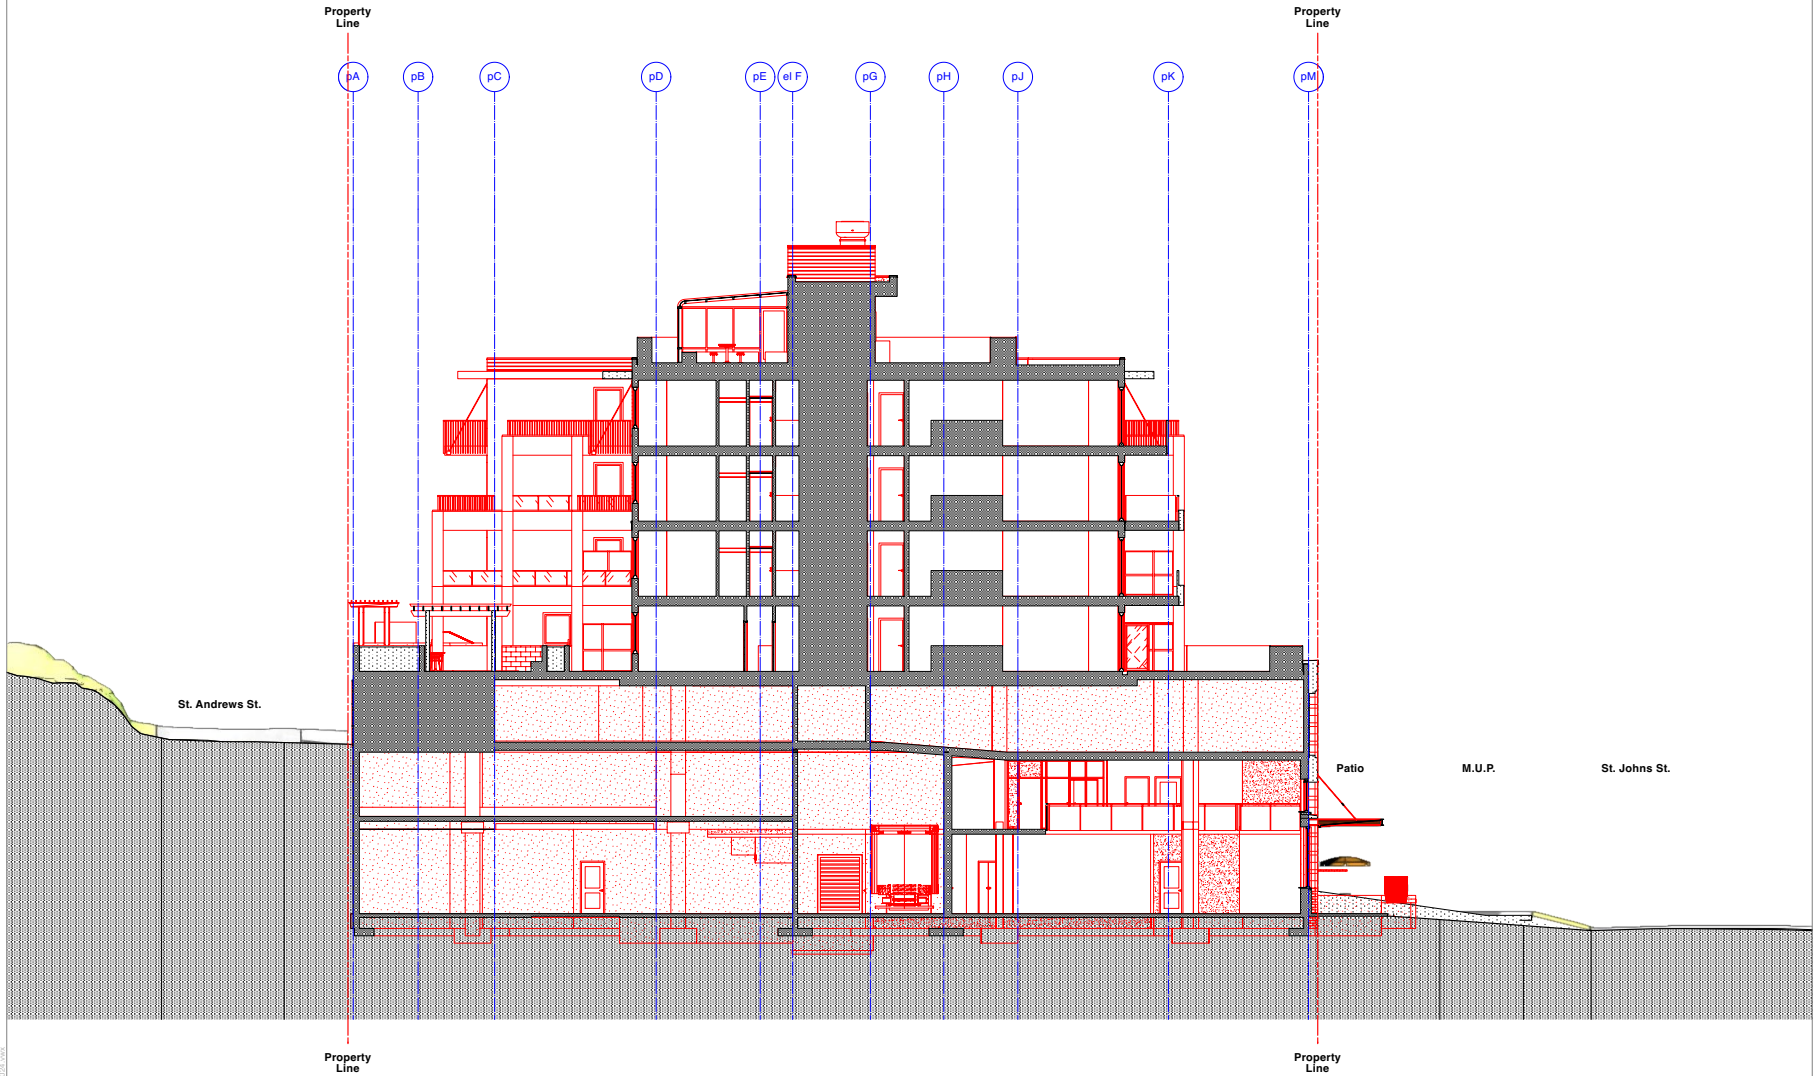 Property
Line
Property
Line
pA
pB
pC
pD
pE
el F
pG
pH
pJ
pK
pM
St. Andrews St.
Patio
M.U.P.
St. Johns St.
Property
Line
Property
Line